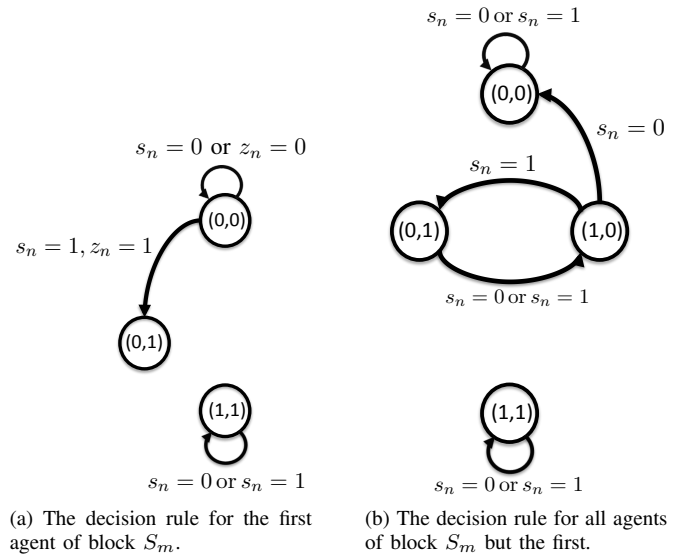 s_n = 0 or z_n = 0
(0,0)
s_n = 1, z_n = 1
(0,1)
(1,1)
s_n = 0 or s_n = 1
(a) The decision rule for the first
agent of block S_m.
s_n = 0 or s_n = 1
(0,0)
s_n = 0
s_n = 1
(0,1)
(1,0)
s_n = 0 or s_n = 1
(1,1)
s_n = 0 or s_n = 1
(b) The decision rule for all agents
of block S_m but the first.